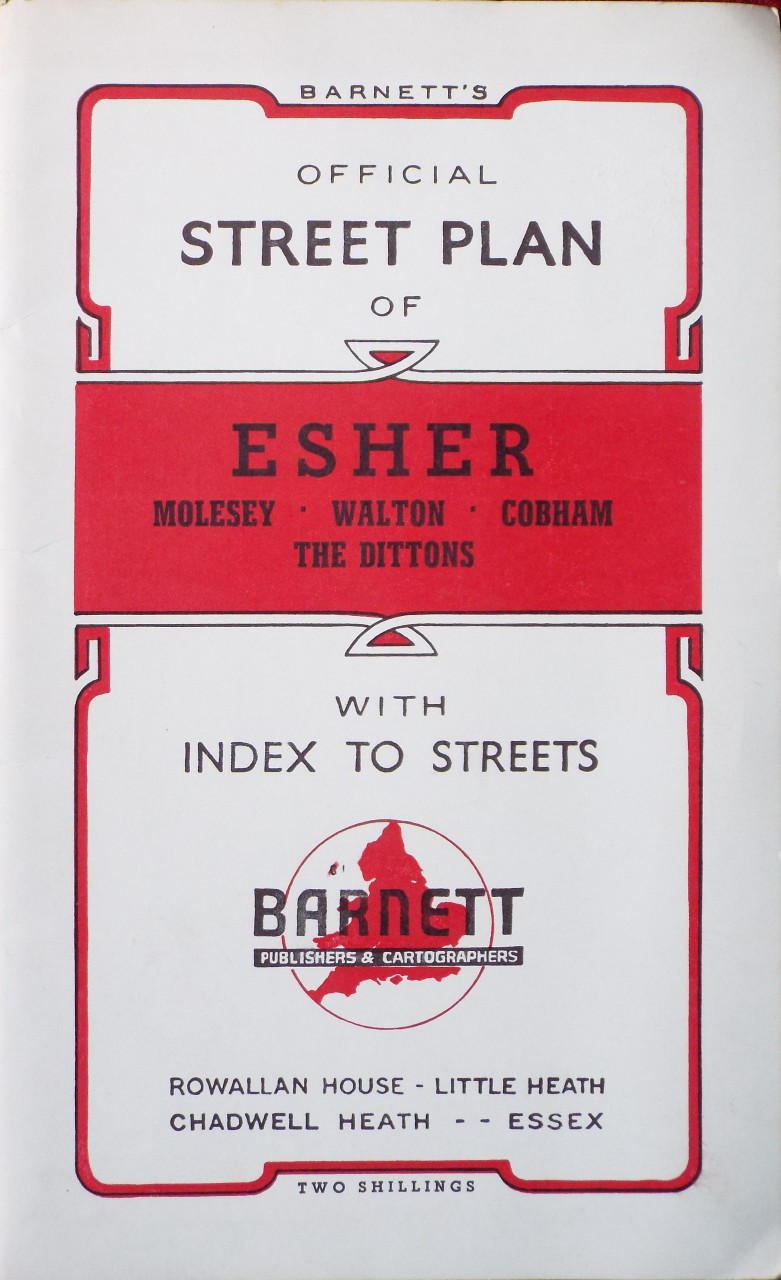 BARNETT'S
OFFICIAL
STREET PLAN
OF
ESHER
MOLESEY · WALTON · COBHAM
THE DITTONS
WITH
INDEX TO STREETS
BARNETT
PUBLISHERS & CARTOGRAPHERS
ROWALLAN HOUSE - LITTLE HEATH
CHADWELL HEATH - - ESSEX
TWO SHILLINGS